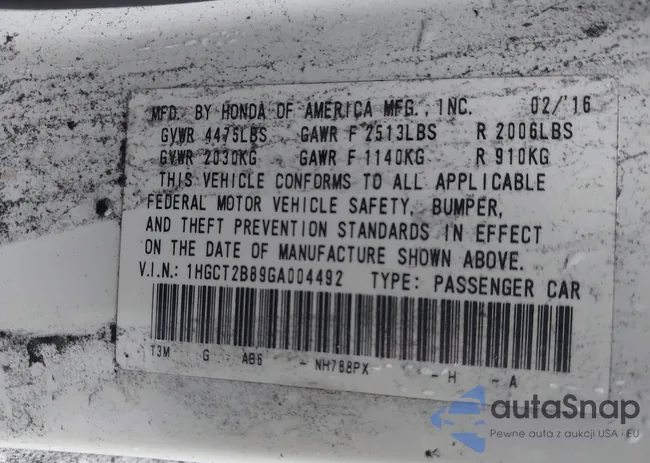 MFD. BY HONDA OF AMERICA MFG., INC. 02/'16
GVWR 4475LBS GAWR F 2513LBS R 2006LBS
GVWR 2030KG GAWR F 1140KG R 910KG
THIS VEHICLE CONFORMS TO ALL APPLICABLE
FEDERAL MOTOR VEHICLE SAFETY, BUMPER,
AND THEFT PREVENTION STANDARDS IN EFFECT
ON THE DATE OF MANUFACTURE SHOWN ABOVE.
V.I.N.: 1HGCT2B89GA004492 TYPE: PASSENGER CAR
T3M G AB6 - NH788PX - H - A
autaSnap
Pewne auta z aukcji USA i EU